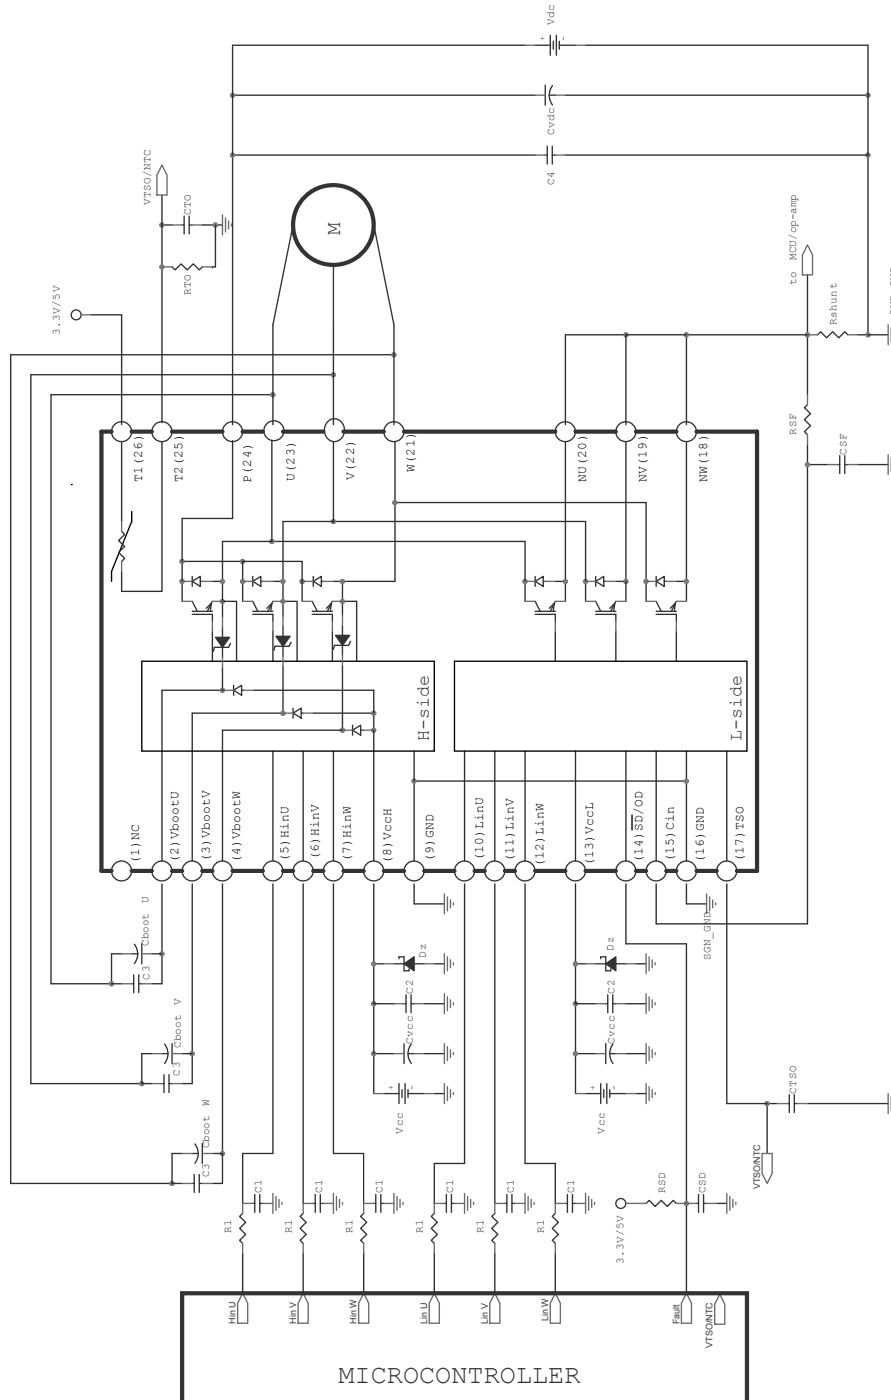 Vdc
+ -
Cvdc
C4
VTSO/NTC
CTO
RTO
M
3.3V/5V
to MCU/op-amp
Rshunt
RSF
CSF
T1(26)
T2(25)
P(24)
U(23)
V(22)
W(21)
NU(20)
NV(19)
NW(18)
H-side
L-side
(1)NC
(2)VbootU
(3)VbootV
(4)VbootW
(5)HinU
(6)HinV
(7)HinW
(8)VccH
(9)GND
(10)LinU
(11)LinV
(12)LinW
(13)VccL
(14)SD/OD
(15)Cin
(16)GND
(17)TSO
SGN_GND
Cboot U
C3
Cboot V
C3
Cboot W
C3
Dz
C2
Cvcc
+ -
Vcc
Dz
C2
Cvcc
+ -
Vcc
CTSO
VTSO/NTC
R1
C1
R1
C1
R1
C1
R1
C1
R1
C1
R1
C1
RSD
CSD
3.3V/5V
Hin U
Hin V
Hin W
Lin U
Lin V
Lin W
Fault
VTSO/NTC
MICROCONTROLLER